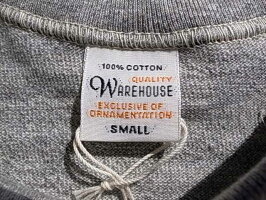 100% COTTON
QUALITY
WAREHOUSE
EXCLUSIVE OF
ORNAMENTATION
SMALL